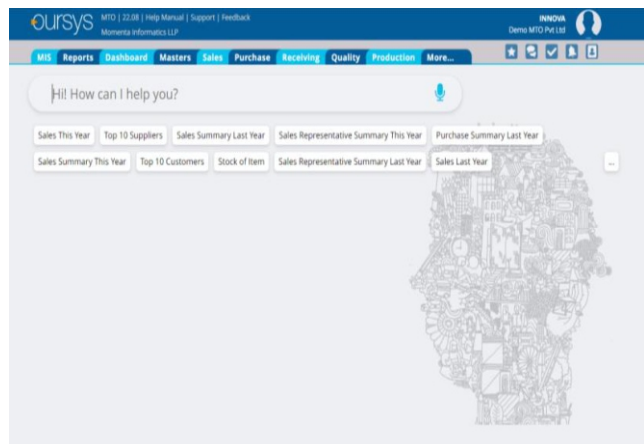 oursys
MTO | 22.08 | Help Manual | Support | Feedback
Momenta Informatics LLP
INNOVA
Demo MTO Pvt Ltd
MIS Reports Dashboard Masters Sales Purchase Receiving Quality Production More...
Hi! How can I help you?
Sales This Year Top 10 Suppliers Sales Summary Last Year Sales Representative Summary This Year Purchase Summary Last Year
Sales Summary This Year Top 10 Customers Stock of Item Sales Representative Summary Last Year Sales Last Year ...